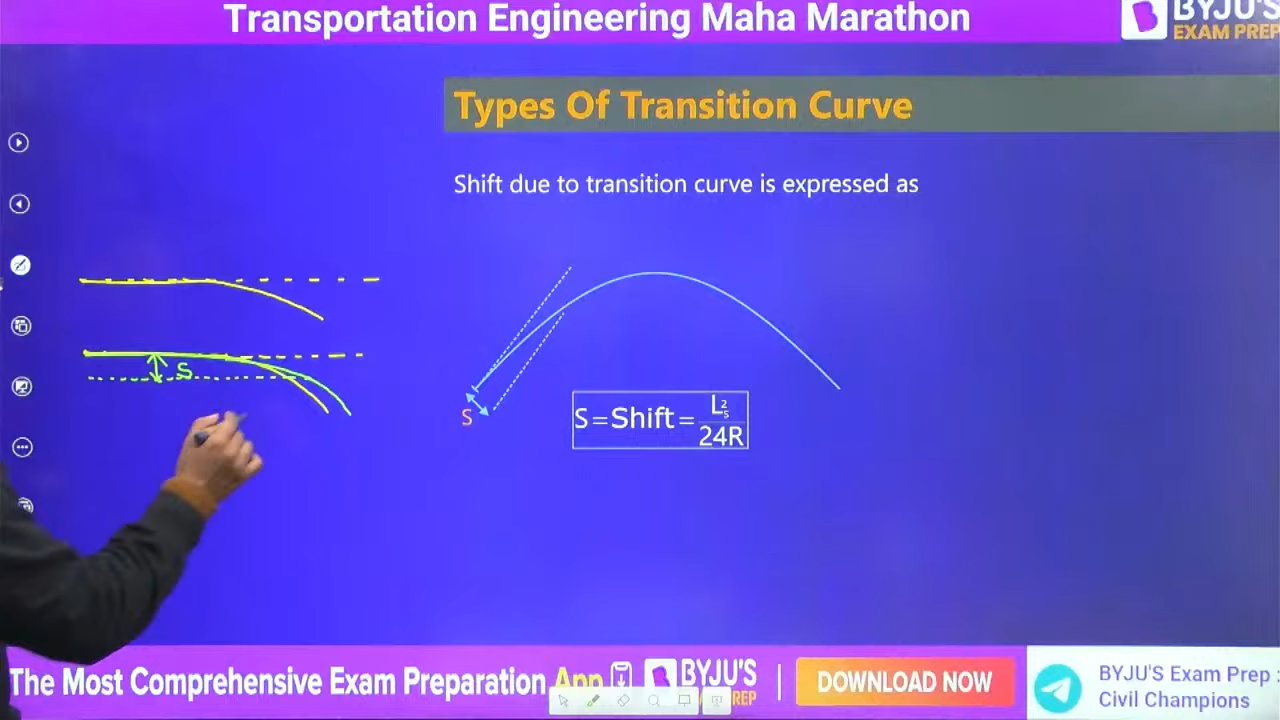 Transportation Engineering Maha Marathon
BYJU'S
EXAM PREP
Types Of Transition Curve
Shift due to transition curve is expressed as
S
S
S=Shift=L²ₛ/24R
The Most Comprehensive Exam Preparation App
BYJU'S
DOWNLOAD NOW
BYJU'S Exam Prep :
Civil Champions